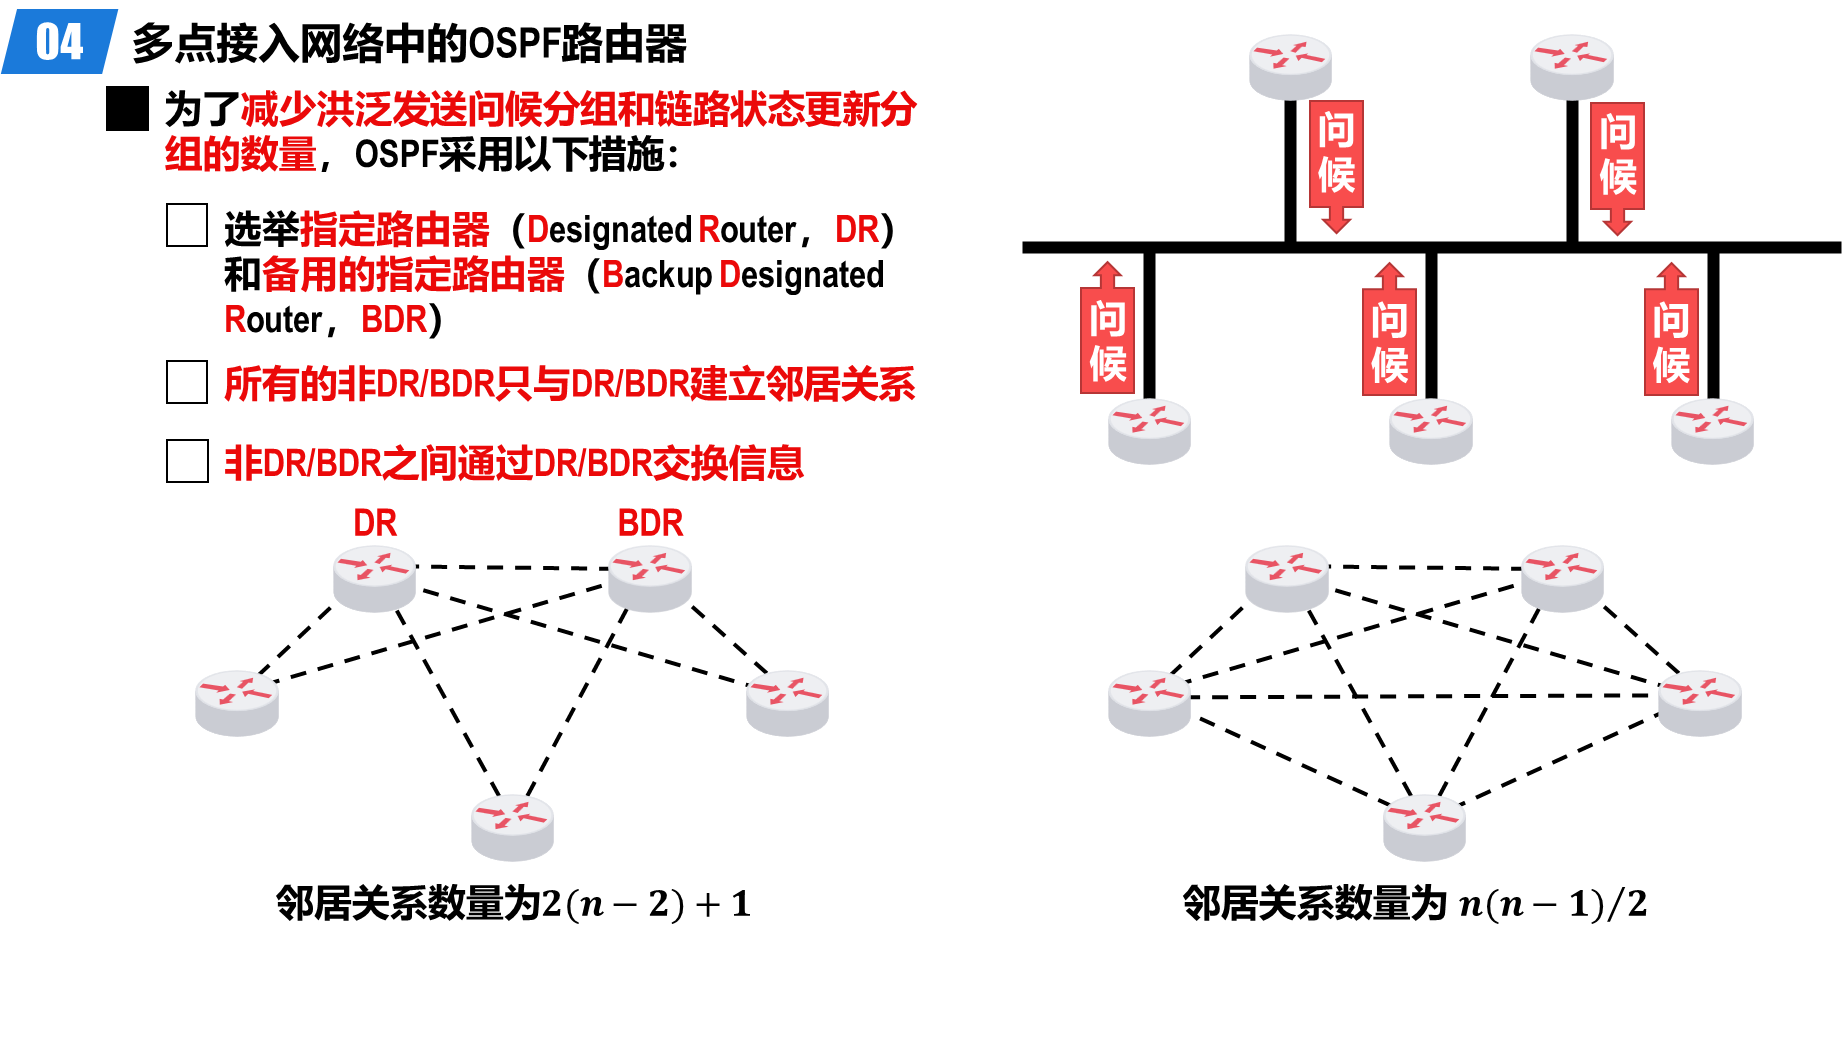 04
多点接入网络中的OSPF路由器
为了减少洪泛发送问候分组和链路状态更新分
组的数量，OSPF采用以下措施：
选举指定路由器（Designated Router，DR）
和备用的指定路由器（Backup Designated
Router，BDR）
所有的非DR/BDR只与DR/BDR建立邻居关系
非DR/BDR之间通过DR/BDR交换信息
问候
问候
问候
问候
问候
DR
BDR
邻居关系数量为2(n − 2) + 1
邻居关系数量为 n(n − 1)/2